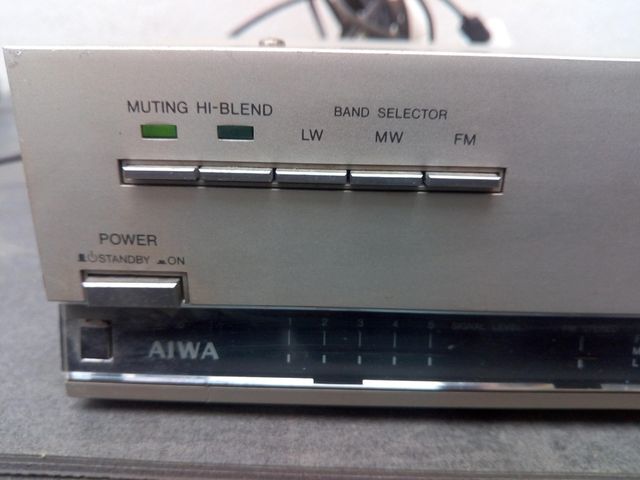 MUTING HI-BLEND BAND SELECTOR
LW MW FM
POWER
STANDBY ON
AIWA
1 2 3 4 5 SIGNAL LEVEL